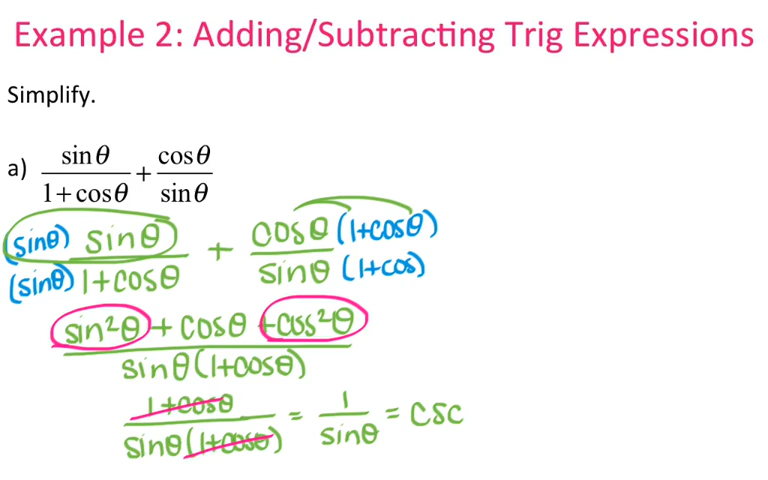 Example 2: Adding/Subtracting Trig Expressions
Simplify.
a) sinθ/(1+cosθ) + cosθ/sinθ
(sinθ) sinθ + cosθ (1+cosθ)
(sinθ) 1+cosθ sinθ (1+cos)
sin²θ + cosθ + cos²θ
sinθ(1+cosθ)
1+cosθ/sinθ(1+cosθ) = 1/sinθ = csc